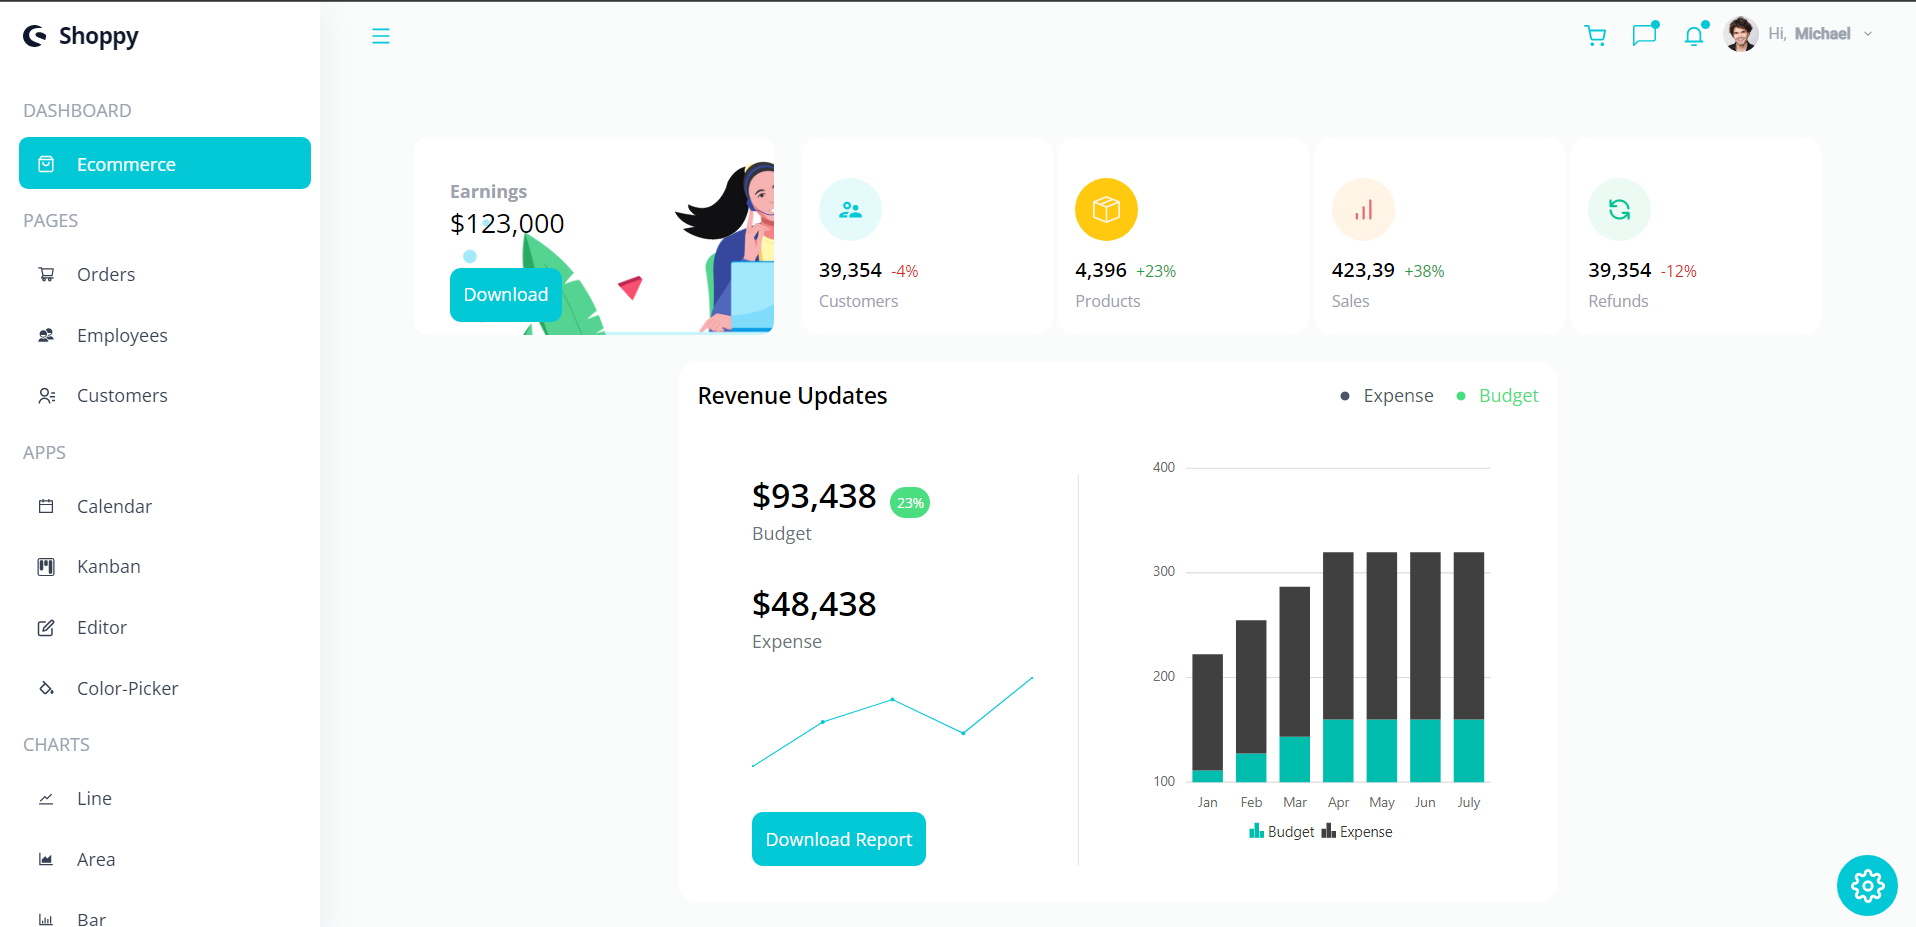 Shoppy
DASHBOARD
Ecommerce
PAGES
Orders
Employees
Customers
APPS
Calendar
Kanban
Editor
Color-Picker
CHARTS
Line
Area
Bar
Hi, Michael
Earnings
$123,000
Download
39,354 -4%
Customers
4,396 +23%
Products
423,39 +38%
Sales
39,354 -12%
Refunds
Revenue Updates
Expense Budget
$93,438 23%
Budget
$48,438
Expense
Download Report
400
300
200
100
Jan Feb Mar Apr May Jun July
Budget Expense